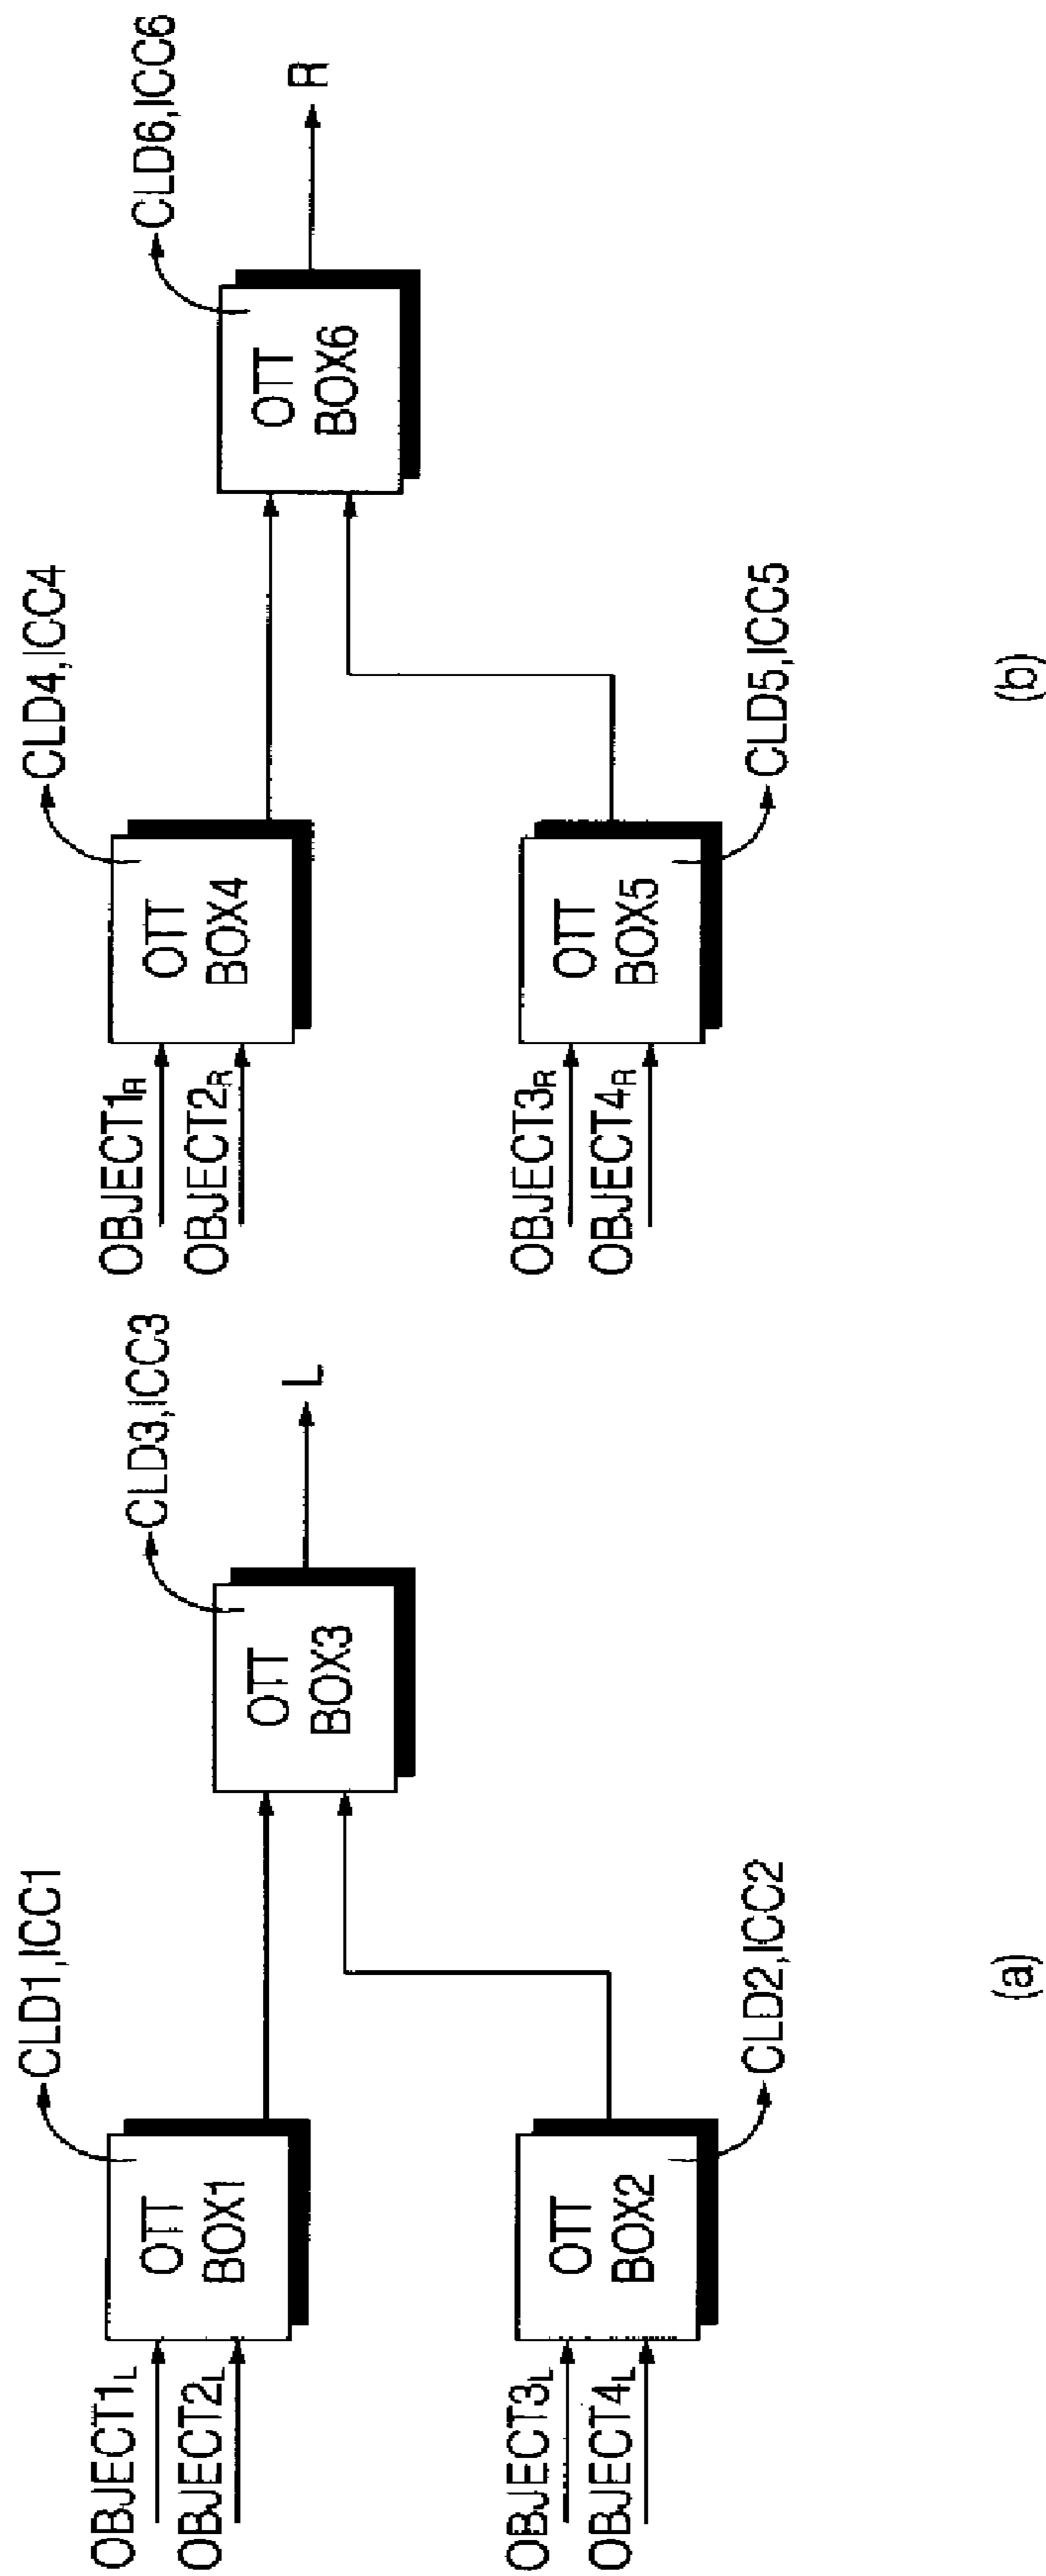 CLD1,ICC1
OBJECT1L
OBJECT2L
OTT
BOX1
CLD3,ICC3
OTT
BOX3
L
OBJECT3L
OBJECT4L
OTT
BOX2
CLD2,ICC2
(a)
CLD4,ICC4
OBJECT1R
OBJECT2R
OTT
BOX4
CLD6,ICC6
OTT
BOX6
R
OBJECT3R
OBJECT4R
OTT
BOX5
CLD5,ICC5
(b)